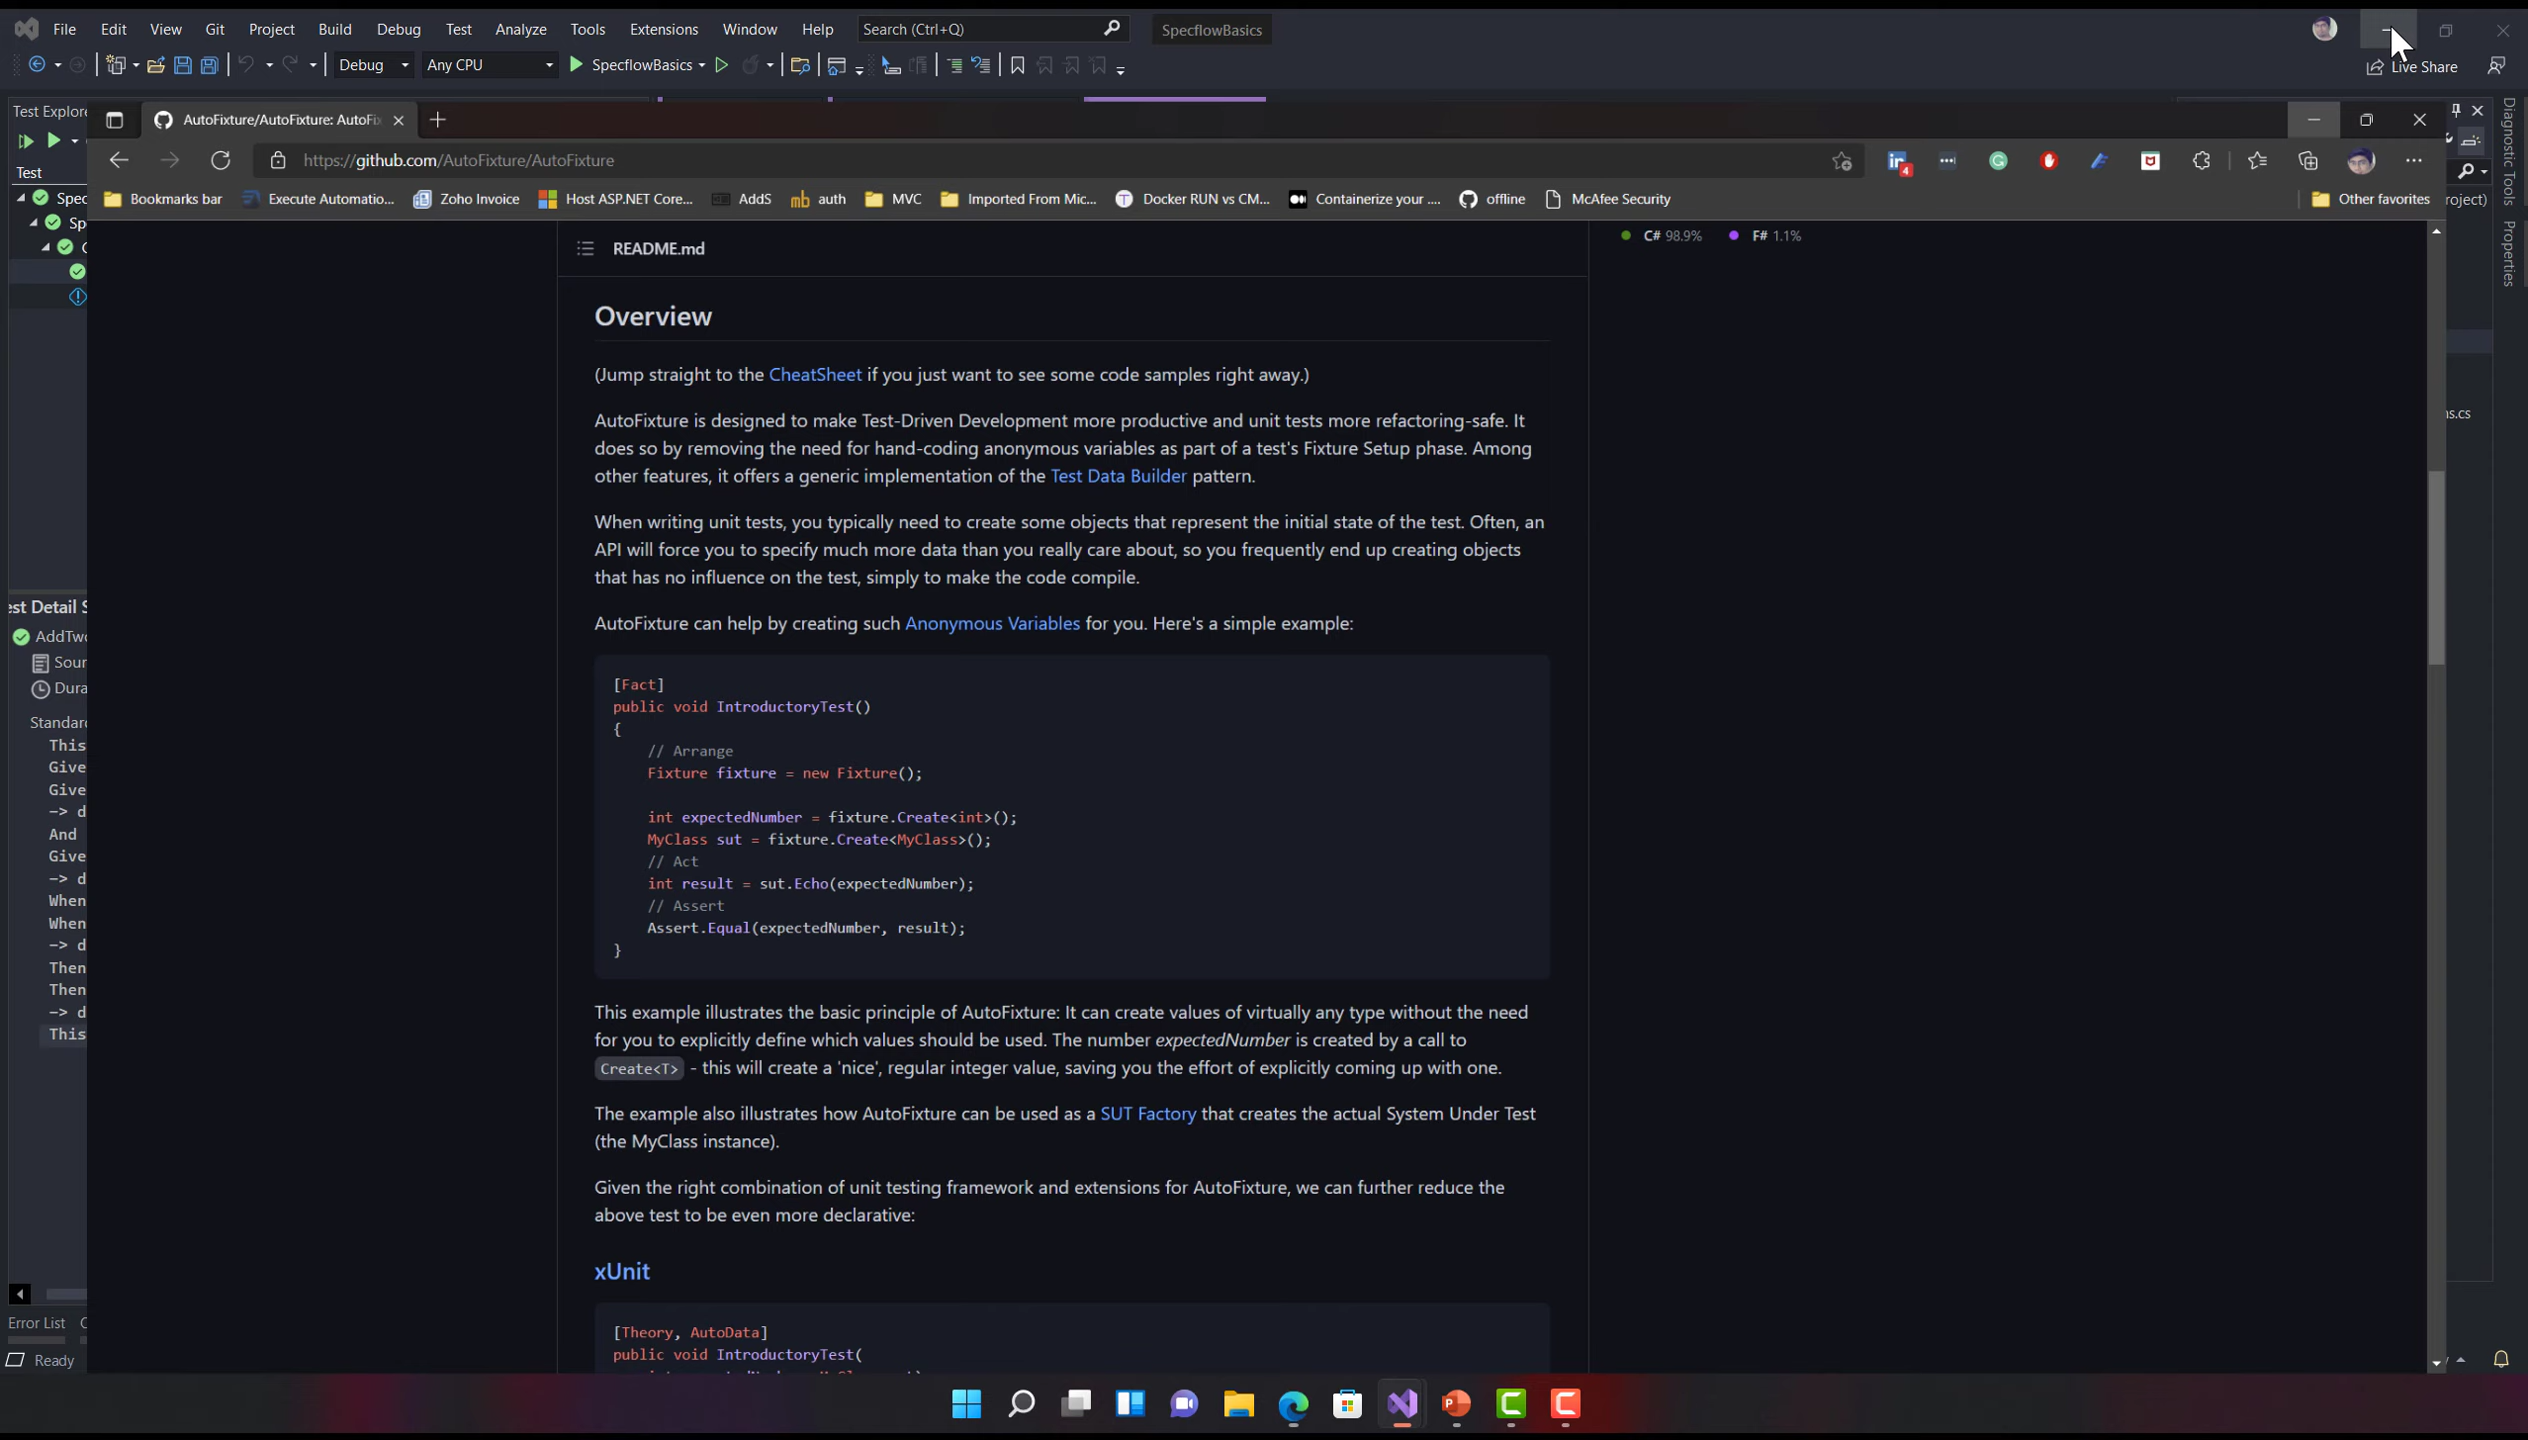 File Edit View Git Project Build Debug Test Analyze Tools Extensions Window Help Search (Ctrl+Q) SpecflowBasics
Debug Any CPU SpecflowBasics Live Share
Test Explore
AutoFixture/AutoFixture: AutoFix
https://github.com/AutoFixture/AutoFixture
4
Bookmarks bar Execute Automatio... Zoho Invoice Host ASP.NET Core... AddS auth MVC Imported From Mic... Docker RUN vs CM... Containerize your .... offline McAfee Security Other favorites
Test
Diagnostic Tools
Properties
roject)
README.md
C# 98.9% F# 1.1%
Overview
(Jump straight to the CheatSheet if you just want to see some code samples right away.)
AutoFixture is designed to make Test-Driven Development more productive and unit tests more refactoring-safe. It
does so by removing the need for hand-coding anonymous variables as part of a test's Fixture Setup phase. Among
other features, it offers a generic implementation of the Test Data Builder pattern.
When writing unit tests, you typically need to create some objects that represent the initial state of the test. Often, an
API will force you to specify much more data than you really care about, so you frequently end up creating objects
that has no influence on the test, simply to make the code compile.
AutoFixture can help by creating such Anonymous Variables for you. Here's a simple example:
[Fact]
public void IntroductoryTest()
{
// Arrange
Fixture fixture = new Fixture();
int expectedNumber = fixture.Create<int>();
MyClass sut = fixture.Create<MyClass>();
// Act
int result = sut.Echo(expectedNumber);
// Assert
Assert.Equal(expectedNumber, result);
}
This example illustrates the basic principle of AutoFixture: It can create values of virtually any type without the need
for you to explicitly define which values should be used. The number expectedNumber is created by a call to
Create<T> - this will create a 'nice', regular integer value, saving you the effort of explicitly coming up with one.
The example also illustrates how AutoFixture can be used as a SUT Factory that creates the actual System Under Test
(the MyClass instance).
Given the right combination of unit testing framework and extensions for AutoFixture, we can further reduce the
above test to be even more declarative:
xUnit
[Theory, AutoData]
public void IntroductoryTest(
Spec
Sp
C
ns.cs
est Detail S
AddTwo
Sour
Dura
Standard
This
Give
Give
-> d
And
Give
-> d
When
When
-> d
Then
Then
-> d
This
Error List
Ready